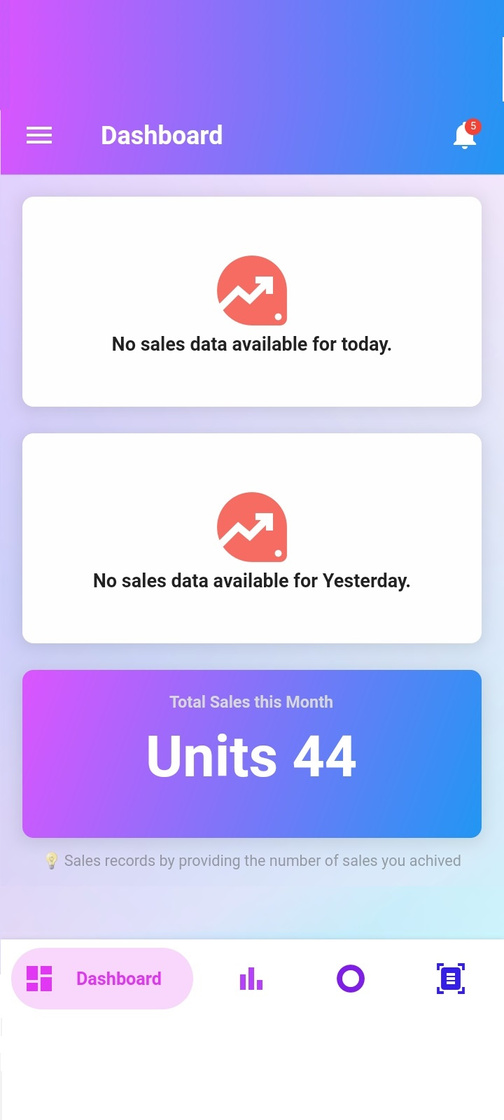 Dashboard
5
No sales data available for today.
No sales data available for Yesterday.
Total Sales this Month
Units 44
💡 Sales records by providing the number of sales you achived
Dashboard